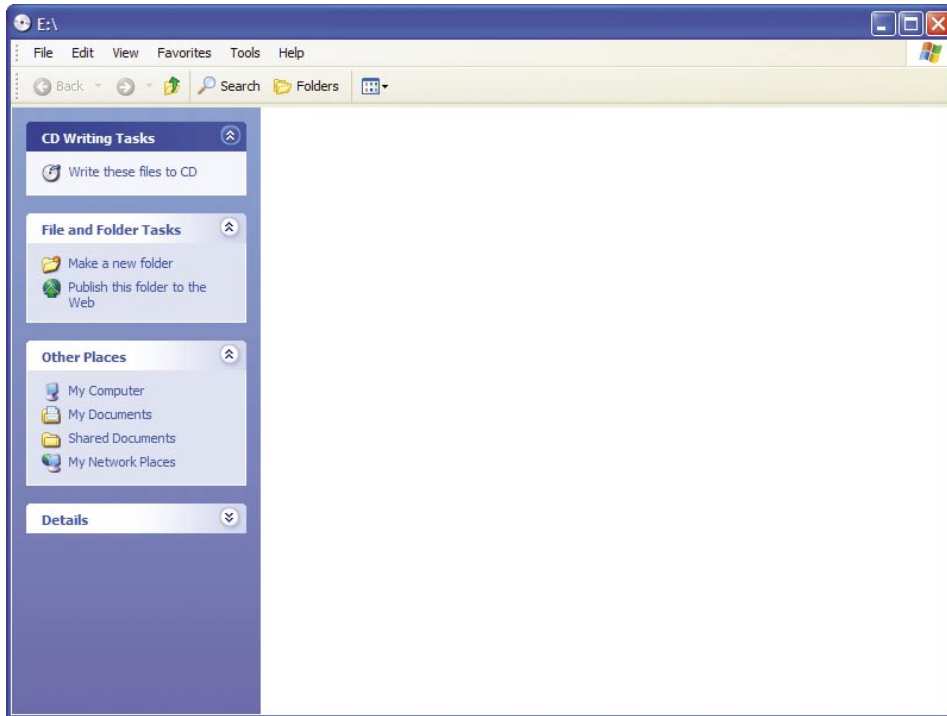 E:\
File Edit View Favorites Tools Help
Back Search Folders
CD Writing Tasks
Write these files to CD
File and Folder Tasks
Make a new folder
Publish this folder to the
Web
Other Places
My Computer
My Documents
Shared Documents
My Network Places
Details